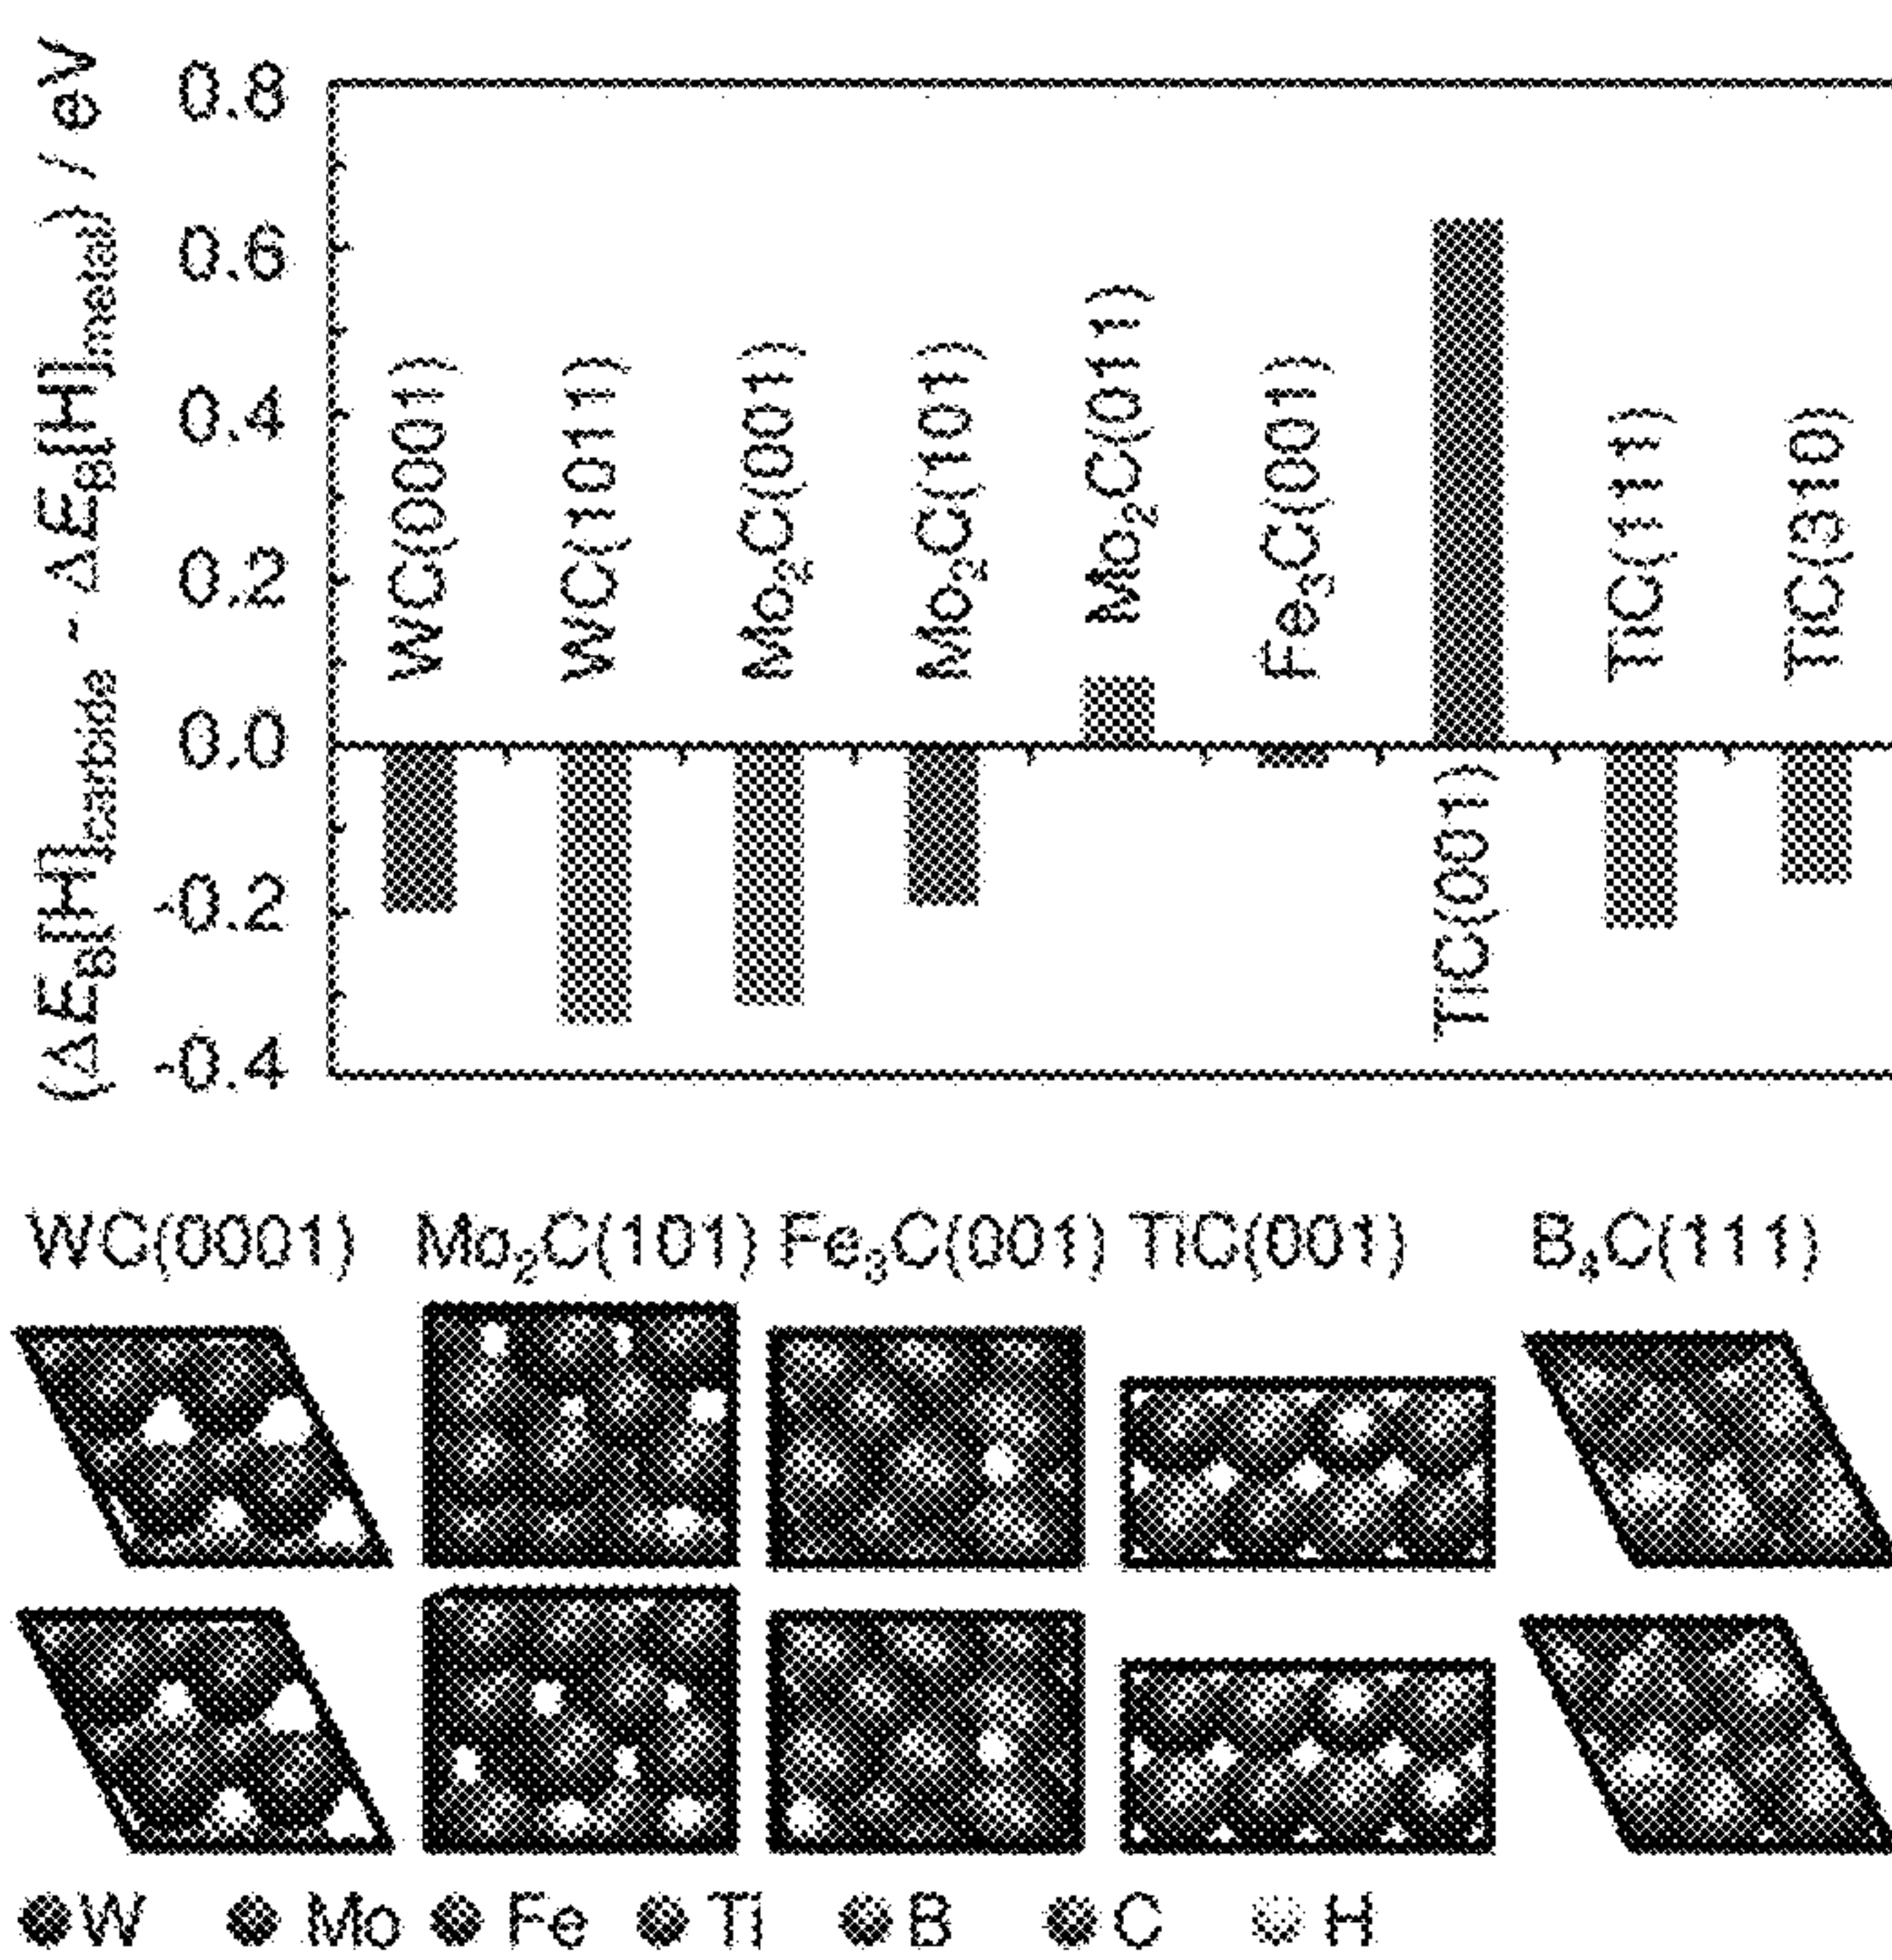 (ΔE_B[H]_carbide - ΔE_B[H]_metal) / eV
0.8
0.6
0.4
0.2
0.0
-0.2
-0.4
WC(0001)
WC(1011)
Mo₂C(001)
Mo₂C(101)
Mo₂C(011)
Fe₃C(001)
TiC(001)
TiC(111)
TiC(310)
WC(0001) Mo₂C(101) Fe₃C(001) TiC(001) B₄C(111)
W Mo Fe Ti B C H